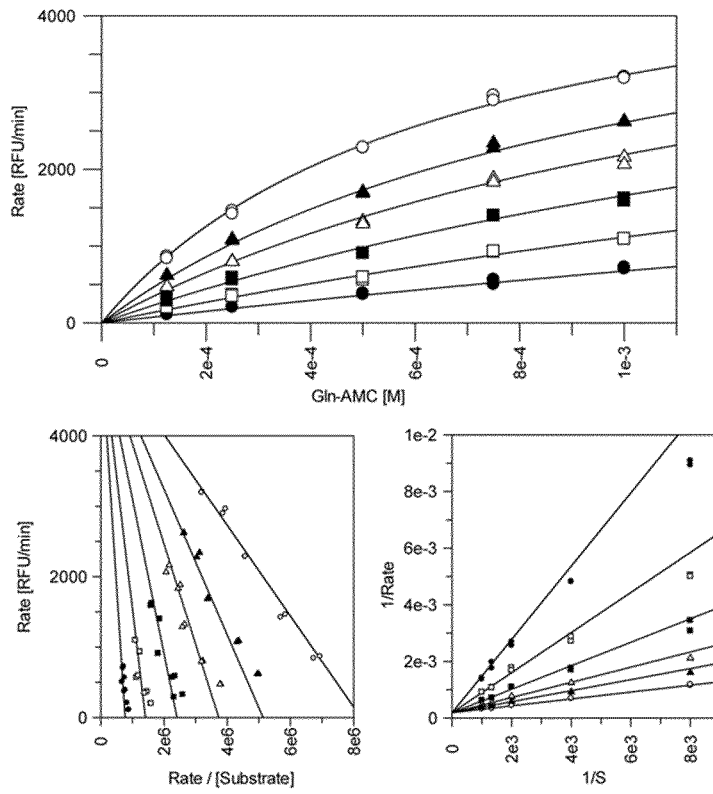 4000
2000
0
Rate [RFU/min]
0
2e-4
4e-4
6e-4
8e-4
1e-3
Gln-AMC [M]
4000
2000
0
Rate [RFU/min]
0
2e6
4e6
6e6
8e6
Rate / [Substrate]
1e-2
8e-3
6e-3
4e-3
2e-3
0
1/Rate
0
2e3
4e3
6e3
8e3
1/S